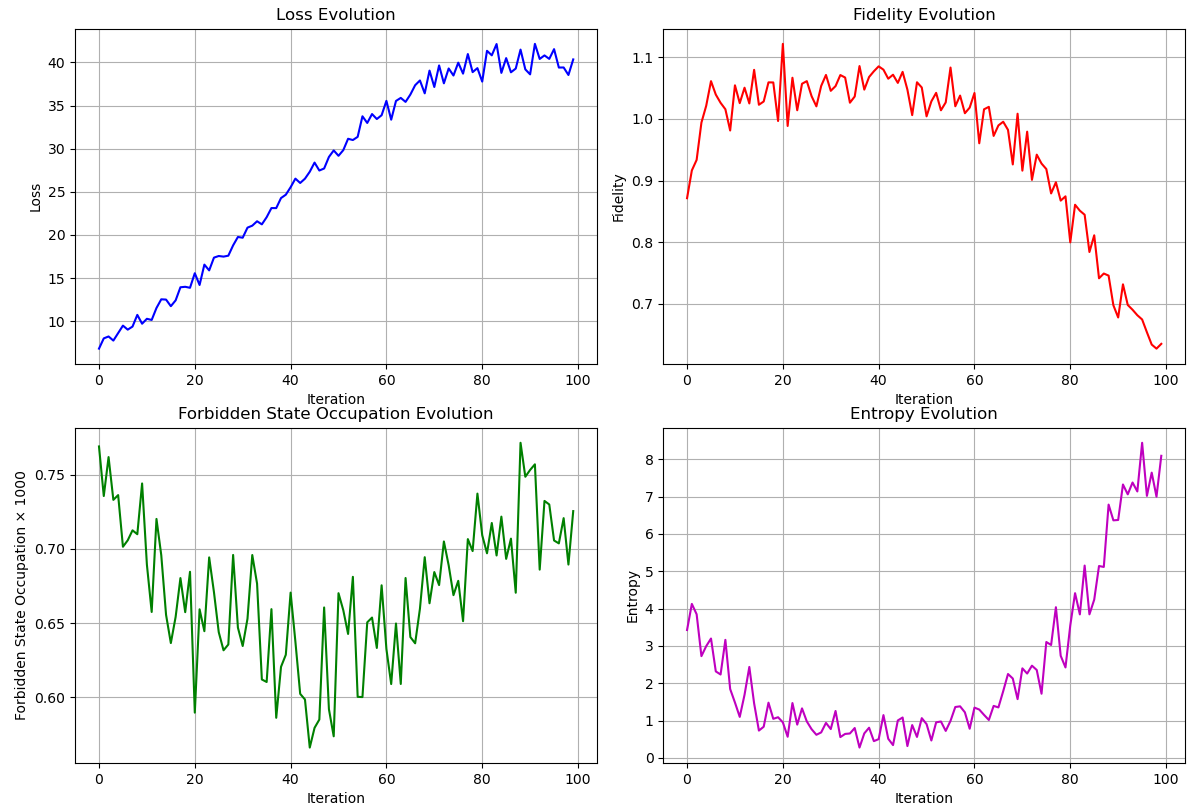 Loss Evolution
Loss
40
35
30
25
20
15
10
0 20 40 60 80 100
Iteration
Fidelity Evolution
Fidelity
1.1
1.0
0.9
0.8
0.7
0 20 40 60 80 100
Iteration
Forbidden State Occupation Evolution
Forbidden State Occupation × 1000
0.75
0.70
0.65
0.60
0 20 40 60 80 100
Iteration
Entropy Evolution
Entropy
8
7
6
5
4
3
2
1
0
0 20 40 60 80 100
Iteration